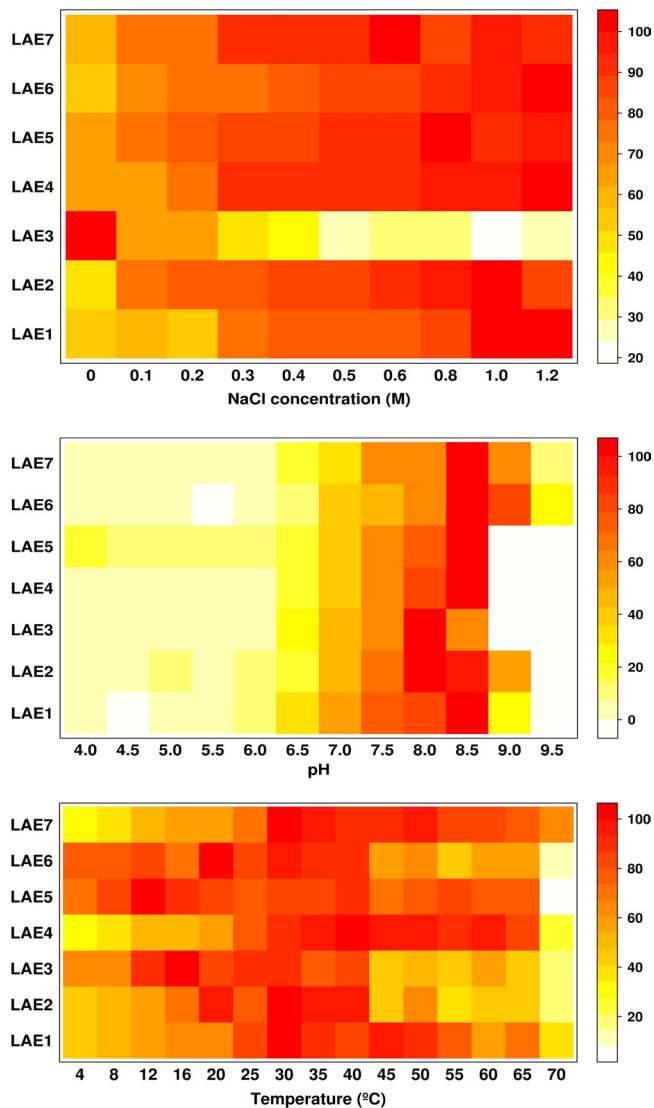 LAE7 100
LAE6 90
80
LAE5 70
LAE4 60
50
LAE3 40
LAE2 30
LAE1 20
0 0.1 0.2 0.3 0.4 0.5 0.6 0.8 1.0 1.2
NaCl concentration (M)
LAE7 100
LAE6 80
LAE5 60
LAE4
LAE3 40
LAE2 20
LAE1 0
4.0 4.5 5.0 5.5 6.0 6.5 7.0 7.5 8.0 8.5 9.0 9.5
pH
LAE7 100
LAE6 80
LAE5
LAE4 60
LAE3 40
LAE2
LAE1 20
4 8 12 16 20 25 30 35 40 45 50 55 60 65 70
Temperature (ºC)